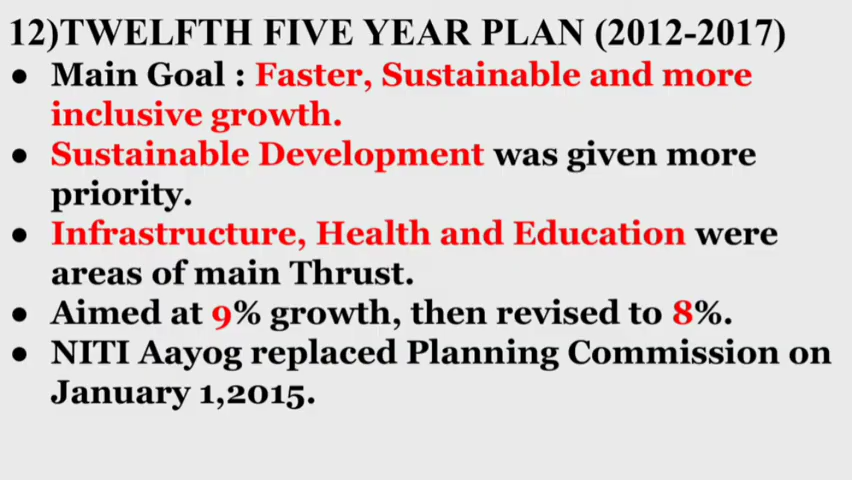 12)TWELFTH FIVE YEAR PLAN (2012-2017)
● Main Goal : Faster, Sustainable and more
inclusive growth.
● Sustainable Development was given more
priority.
● Infrastructure, Health and Education were
areas of main Thrust.
● Aimed at 9% growth, then revised to 8%.
● NITI Aayog replaced Planning Commission on
January 1,2015.